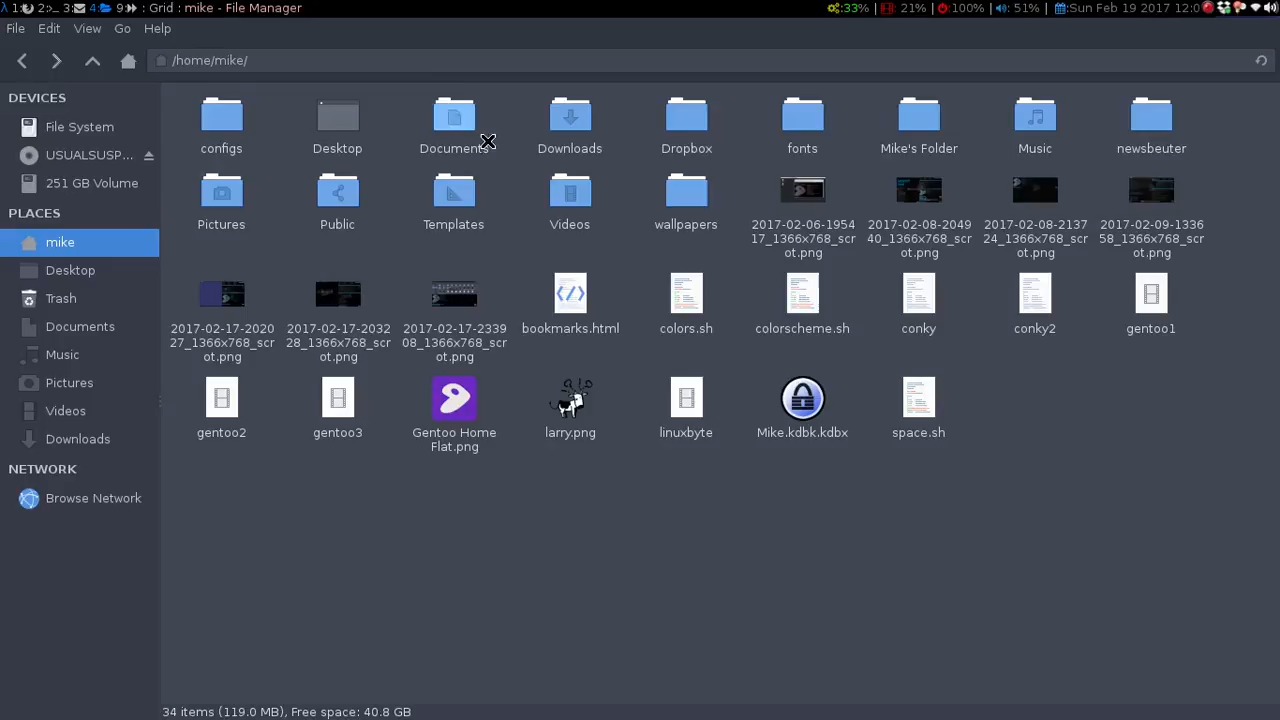 λ 1: 2: 3: 4: 9: : Grid : mike - File Manager
:33% | : 21% | :100% | : 51% | :Sun Feb 19 2017 12:0
File Edit View Go Help
/home/mike/
DEVICES
File System
USUALSUSP...
251 GB Volume
PLACES
mike
Desktop
Trash
Documents
Music
Pictures
Videos
Downloads
NETWORK
Browse Network
configs
Desktop
Documents
Downloads
Dropbox
fonts
Mike's Folder
Music
newsbeuter
Pictures
Public
Templates
Videos
wallpapers
2017-02-06-1954
17_1366x768_scr
ot.png
2017-02-08-2049
40_1366x768_scr
ot.png
2017-02-08-2137
24_1366x768_scr
ot.png
2017-02-09-1336
58_1366x768_scr
ot.png
2017-02-17-2020
27_1366x768_scr
ot.png
2017-02-17-2032
28_1366x768_scr
ot.png
2017-02-17-2339
08_1366x768_scr
ot.png
bookmarks.html
colors.sh
colorscheme.sh
conky
conky2
gentoo1
gentoo2
gentoo3
Gentoo Home
Flat.png
larry.png
linuxbyte
Mike.kdbk.kdbx
space.sh
34 items (119.0 MB), Free space: 40.8 GB